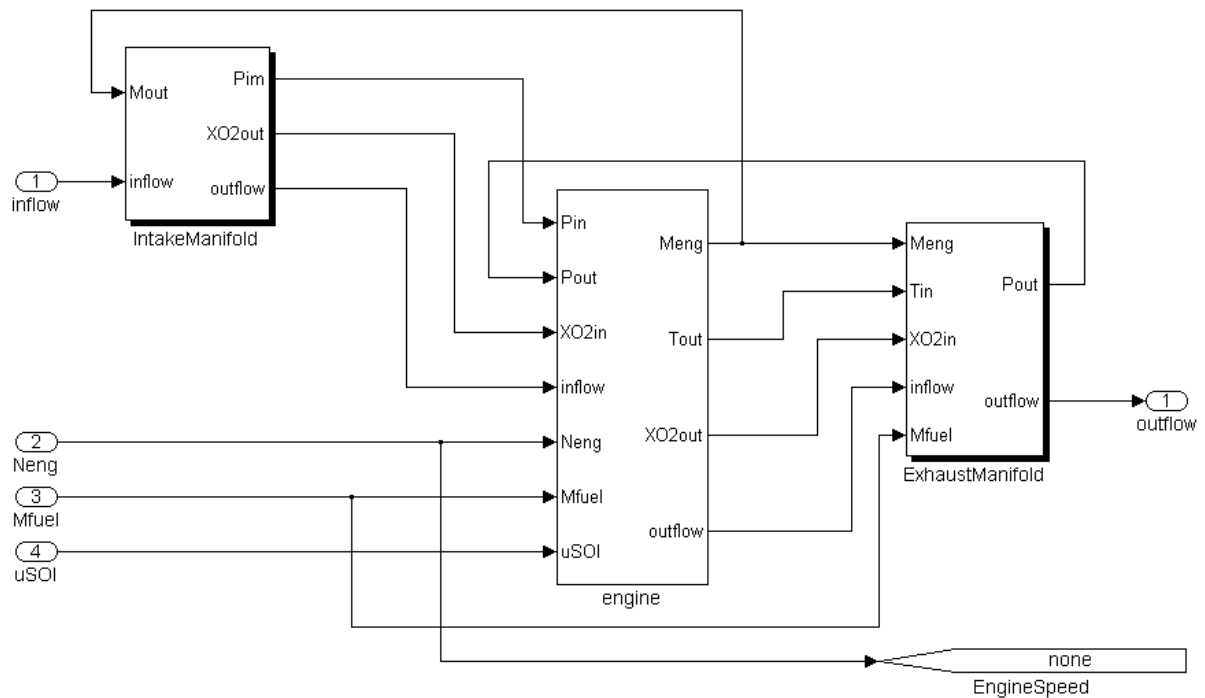 Mout
inflow
Pim
XO2out
outflow
IntakeManifold
1
inflow
2
Neng
3
Mfuel
4
uSOI
Pin
Pout
XO2in
inflow
Neng
Mfuel
uSOI
Meng
Tout
XO2out
outflow
engine
Meng
Tin
XO2in
inflow
Mfuel
Pout
outflow
ExhaustManifold
1
outflow
none
EngineSpeed